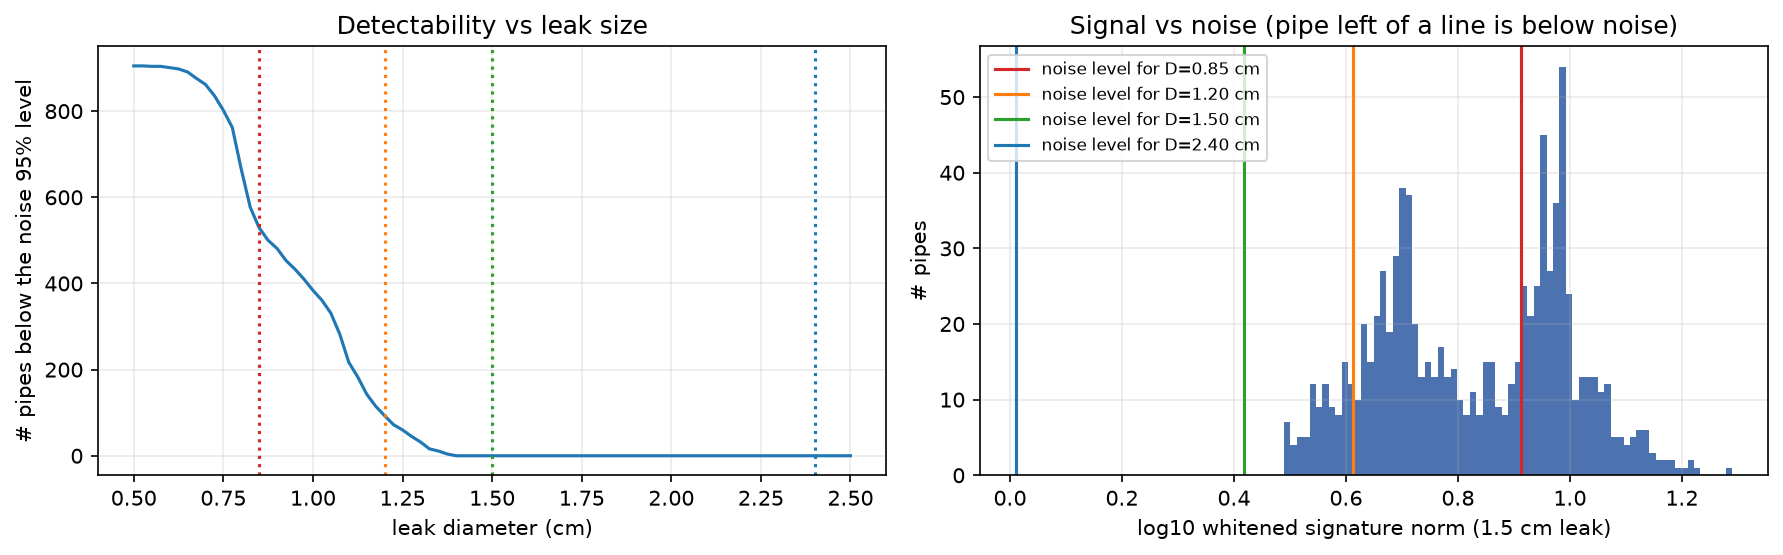 Detectability vs leak size
# pipes below the noise 95% level
800
600
400
200
0
0.50 0.75 1.00 1.25 1.50 1.75 2.00 2.25 2.50
leak diameter (cm)
Signal vs noise (pipe left of a line is below noise)
noise level for D=0.85 cm
noise level for D=1.20 cm
noise level for D=1.50 cm
noise level for D=2.40 cm
# pipes
50
40
30
20
10
0
0.0 0.2 0.4 0.6 0.8 1.0 1.2
log10 whitened signature norm (1.5 cm leak)